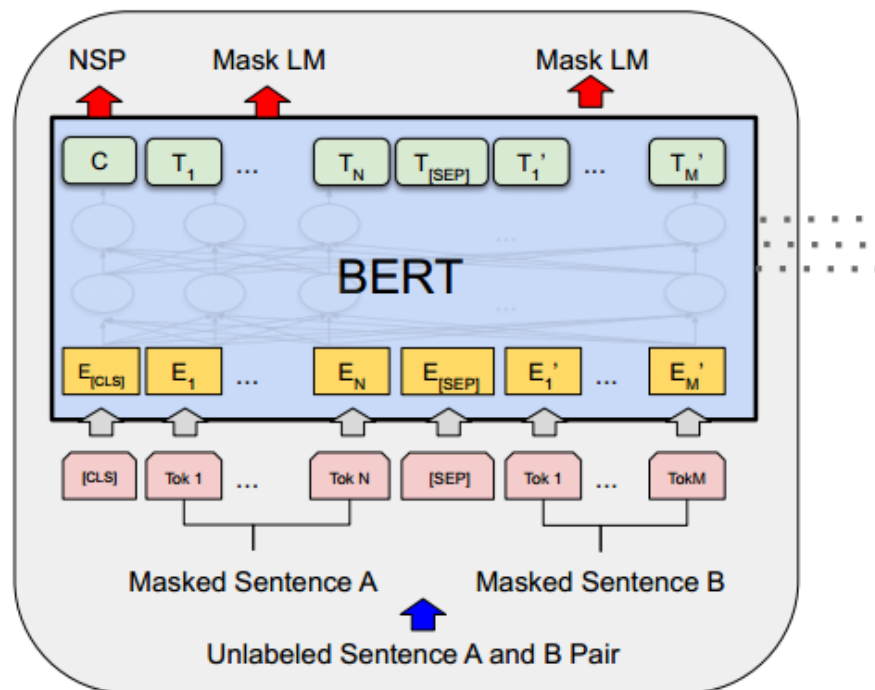 NSP Mask LM Mask LM
C T1 ... TN T[SEP] T1' ... TM'
...
BERT
...
E[CLS] E1 ... EN E[SEP] E1' ... EM'
[CLS] Tok 1 ... Tok N [SEP] Tok 1 ... TokM
Masked Sentence A Masked Sentence B
Unlabeled Sentence A and B Pair